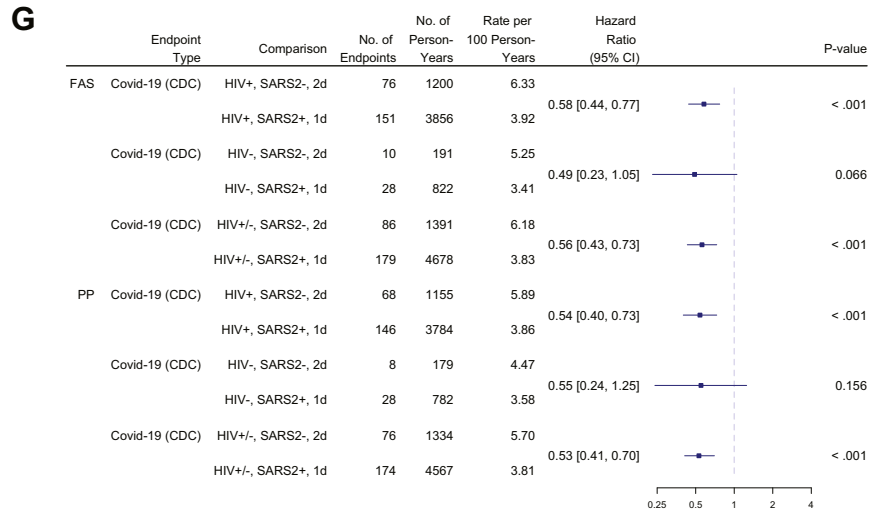 G
No. of Rate per Hazard
Endpoint No. of Person- 100 Person- Ratio
Type Comparison Endpoints Years Years (95% CI) P-value
FAS Covid-19 (CDC) HIV+, SARS2-, 2d 76 1200 6.33
0.58 [0.44, 0.77] < .001
HIV+, SARS2+, 1d 151 3856 3.92
Covid-19 (CDC) HIV-, SARS2-, 2d 10 191 5.25
0.49 [0.23, 1.05] 0.066
HIV-, SARS2+, 1d 28 822 3.41
Covid-19 (CDC) HIV+/-, SARS2-, 2d 86 1391 6.18
0.56 [0.43, 0.73] < .001
HIV+/-, SARS2+, 1d 179 4678 3.83
PP Covid-19 (CDC) HIV+, SARS2-, 2d 68 1155 5.89
0.54 [0.40, 0.73] < .001
HIV+, SARS2+, 1d 146 3784 3.86
Covid-19 (CDC) HIV-, SARS2-, 2d 8 179 4.47
0.55 [0.24, 1.25] 0.156
HIV-, SARS2+, 1d 28 782 3.58
Covid-19 (CDC) HIV+/-, SARS2-, 2d 76 1334 5.70
0.53 [0.41, 0.70] < .001
HIV+/-, SARS2+, 1d 174 4567 3.81
0.25 0.5 1 2 4